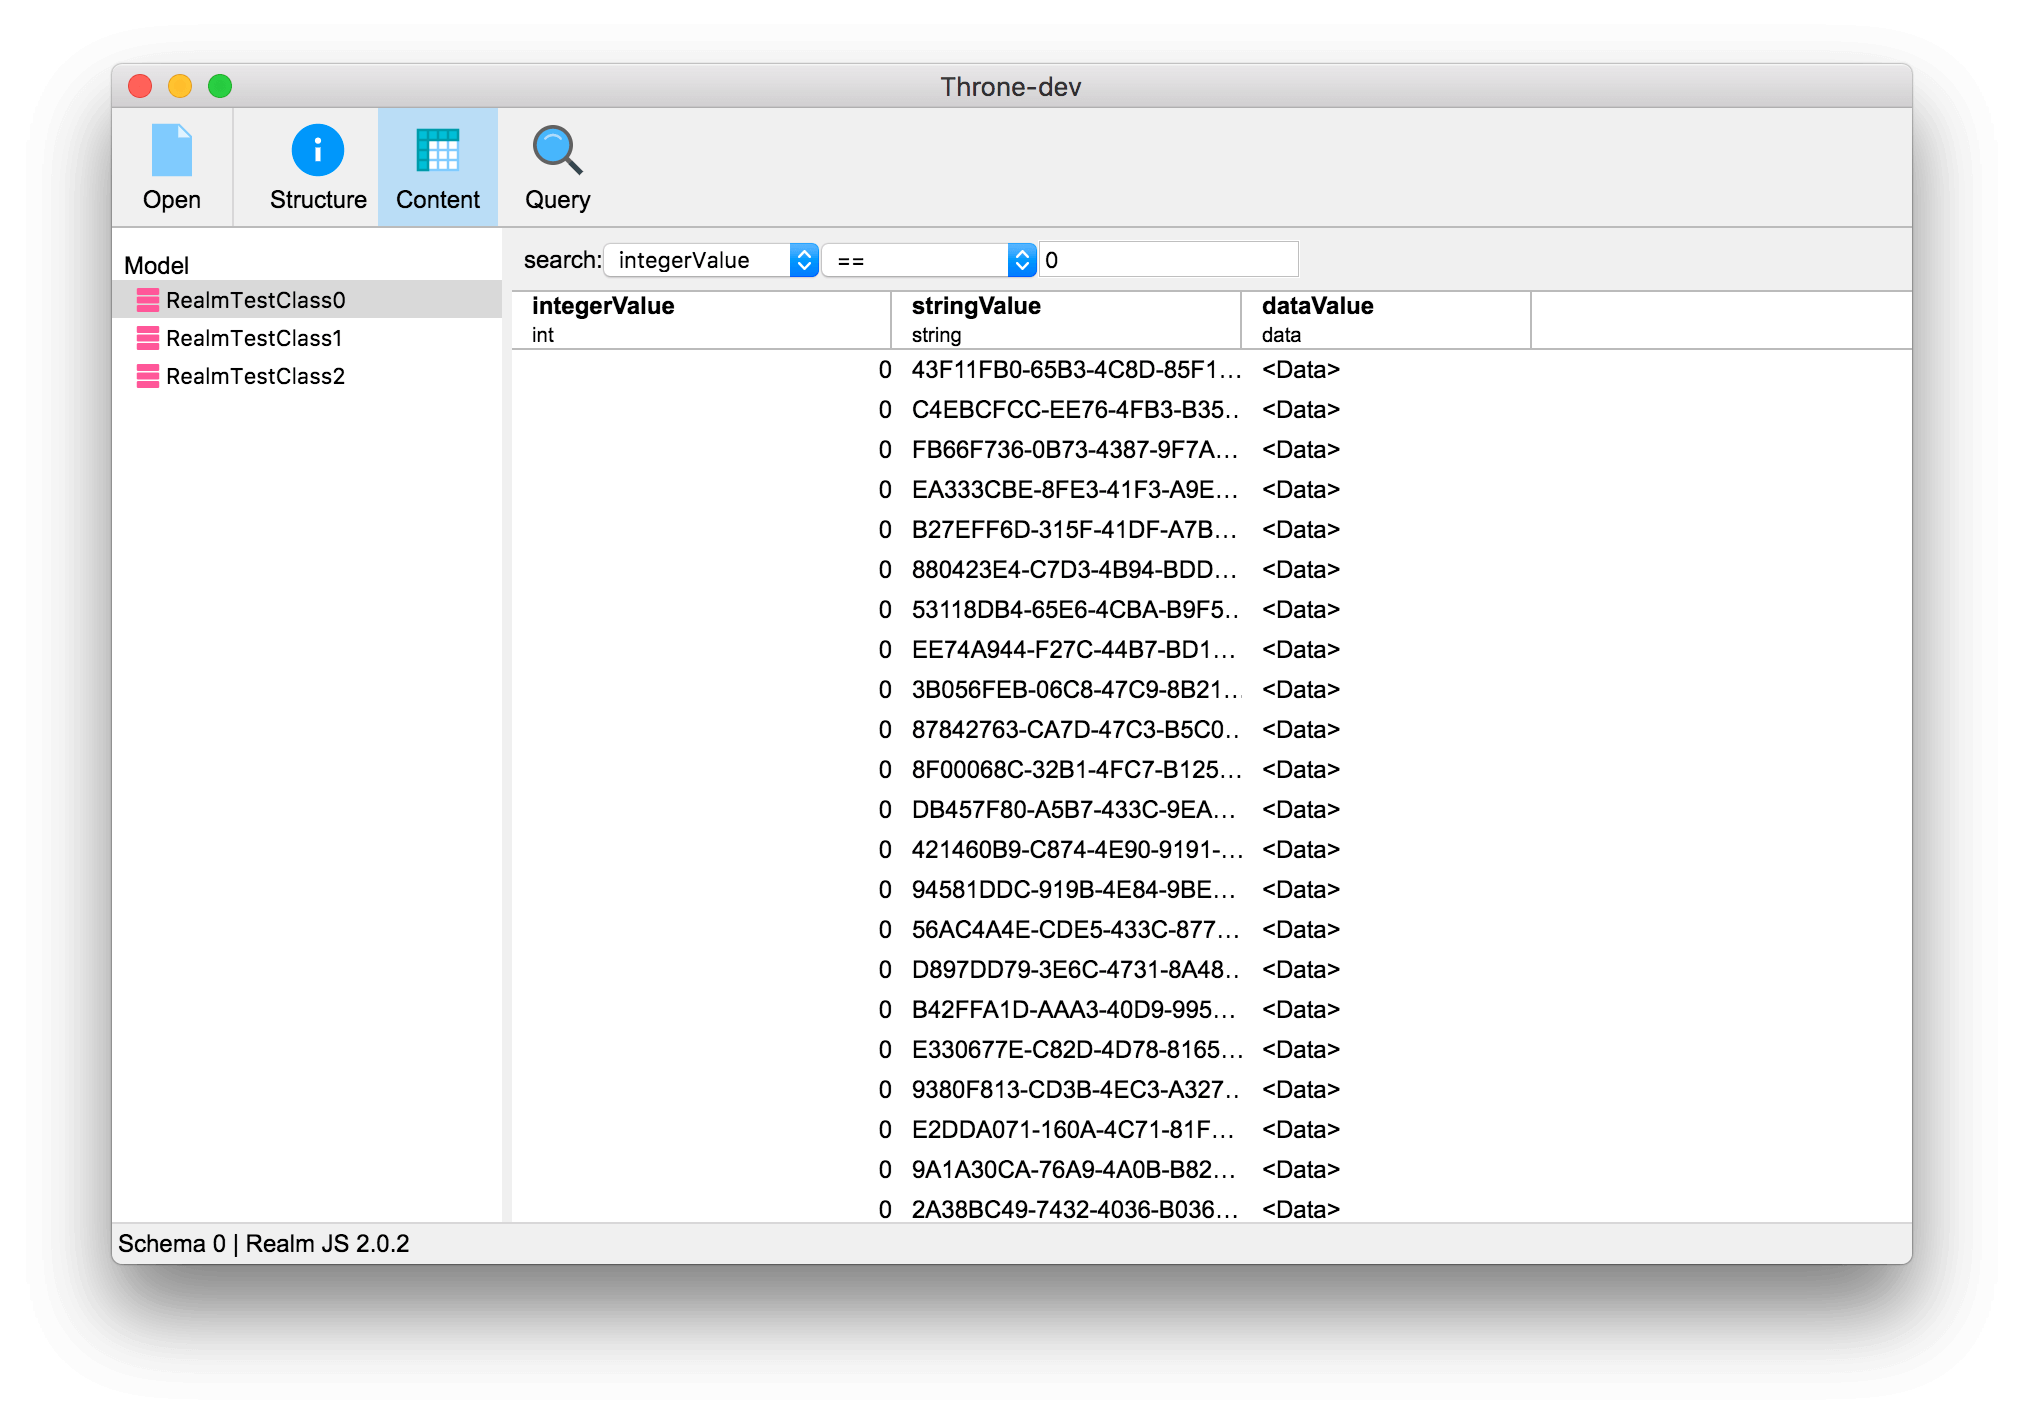 Throne-dev
Open Structure Content Query
Model
RealmTestClass0
RealmTestClass1
RealmTestClass2
search: integerValue == 0
integerValue stringValue dataValue
int string data
0 43F11FB0-65B3-4C8D-85F1... <Data>
0 C4EBCFCC-EE76-4FB3-B35.. <Data>
0 FB66F736-0B73-4387-9F7A... <Data>
0 EA333CBE-8FE3-41F3-A9E... <Data>
0 B27EFF6D-315F-41DF-A7B... <Data>
0 880423E4-C7D3-4B94-BDD... <Data>
0 53118DB4-65E6-4CBA-B9F5.. <Data>
0 EE74A944-F27C-44B7-BD1... <Data>
0 3B056FEB-06C8-47C9-8B21.. <Data>
0 87842763-CA7D-47C3-B5C0.. <Data>
0 8F00068C-32B1-4FC7-B125... <Data>
0 DB457F80-A5B7-433C-9EA... <Data>
0 421460B9-C874-4E90-9191-... <Data>
0 94581DDC-919B-4E84-9BE... <Data>
0 56AC4A4E-CDE5-433C-877... <Data>
0 D897DD79-3E6C-4731-8A48.. <Data>
0 B42FFA1D-AAA3-40D9-995... <Data>
0 E330677E-C82D-4D78-8165... <Data>
0 9380F813-CD3B-4EC3-A327.. <Data>
0 E2DDA071-160A-4C71-81F... <Data>
0 9A1A30CA-76A9-4A0B-B82... <Data>
0 2A38BC49-7432-4036-B036... <Data>
Schema 0 | Realm JS 2.0.2